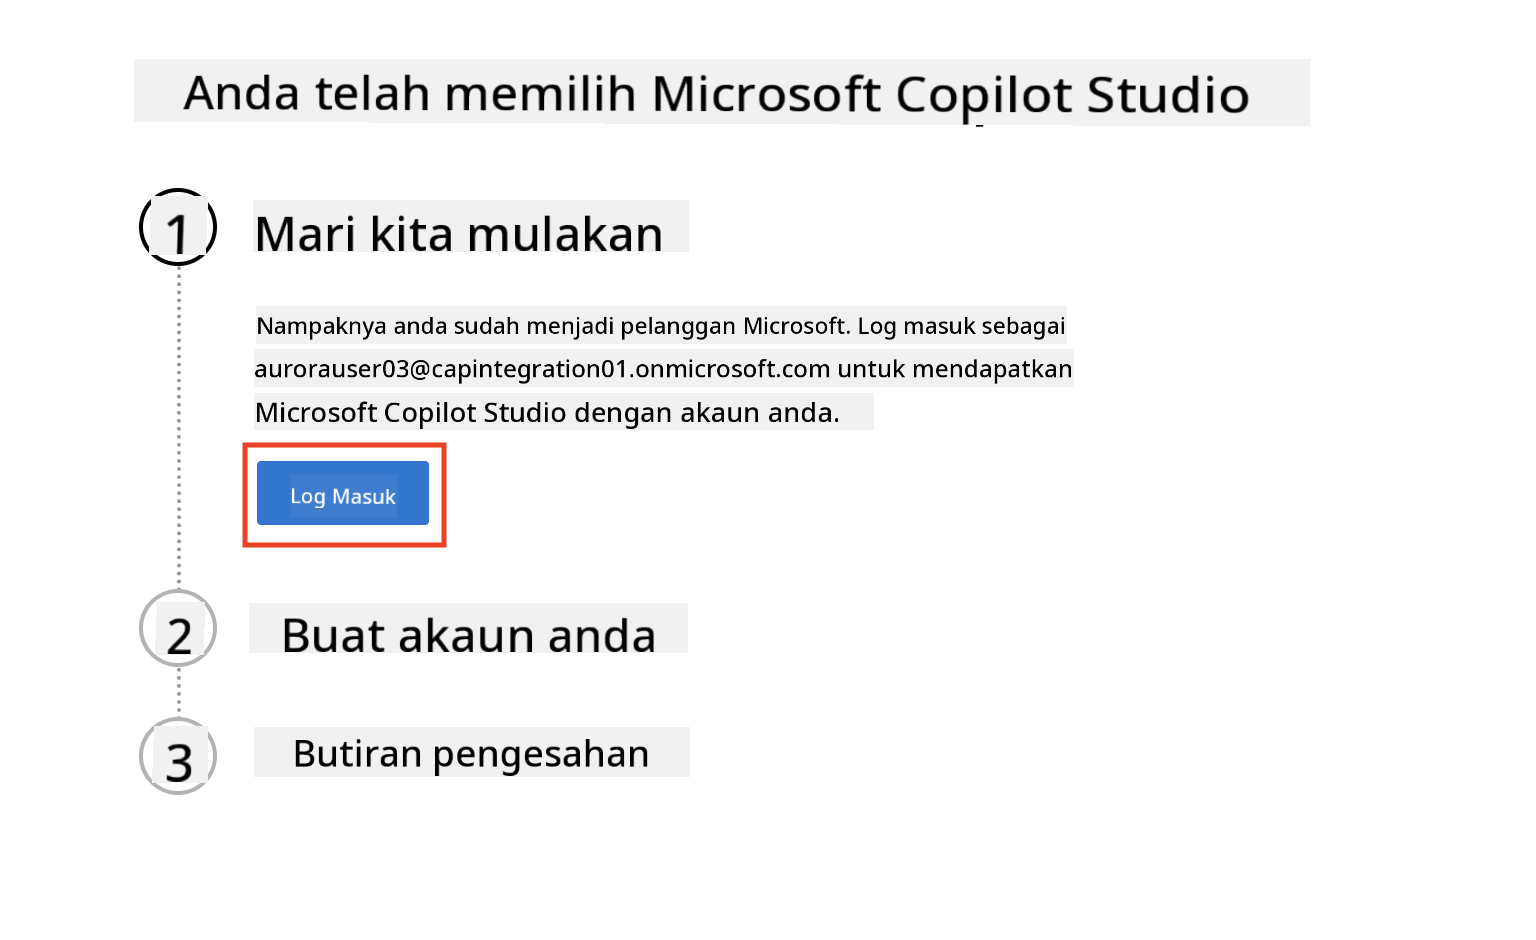 Anda telah memilih Microsoft Copilot Studio
1
Mari kita mulakan
Nampaknya anda sudah menjadi pelanggan Microsoft. Log masuk sebagai
aurorauser03@capintegration01.onmicrosoft.com untuk mendapatkan
Microsoft Copilot Studio dengan akaun anda.
Log Masuk
2
Buat akaun anda
3
Butiran pengesahan